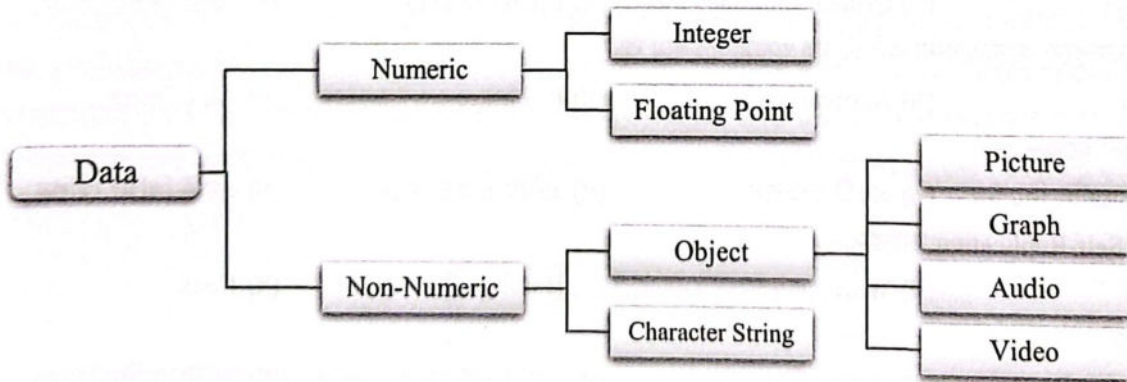 Data
Numeric
Integer
Floating Point
Non-Numeric
Object
Picture
Graph
Audio
Video
Character String